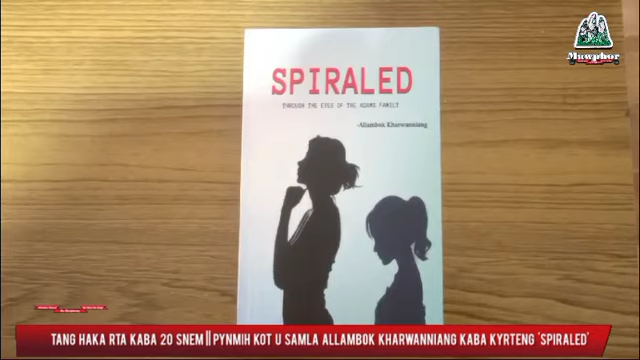 Muwphor
SPIRALED
THROUGH THE EYES OF THE ADAMS FAMILY
-Allambok Kharwanniang
TANG HAKA RTA KABA 20 SNEM || PYNMIH KOT U SAMLA ALLAMBOK KHARWANNIANG KABA KYRTENG 'SPIRALED'